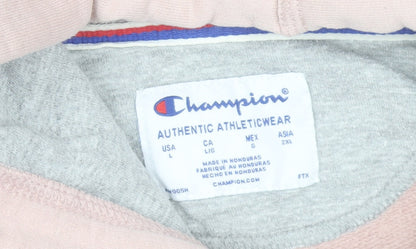 Champion
AUTHENTIC ATHLETICWEAR
USA CA MEX ASIA
L L/G G 2XL
MADE IN HONDURAS
FABRIQUÉ AU HONDURAS
HECHO EN HONDURAS
CHAMPION.COM FTX